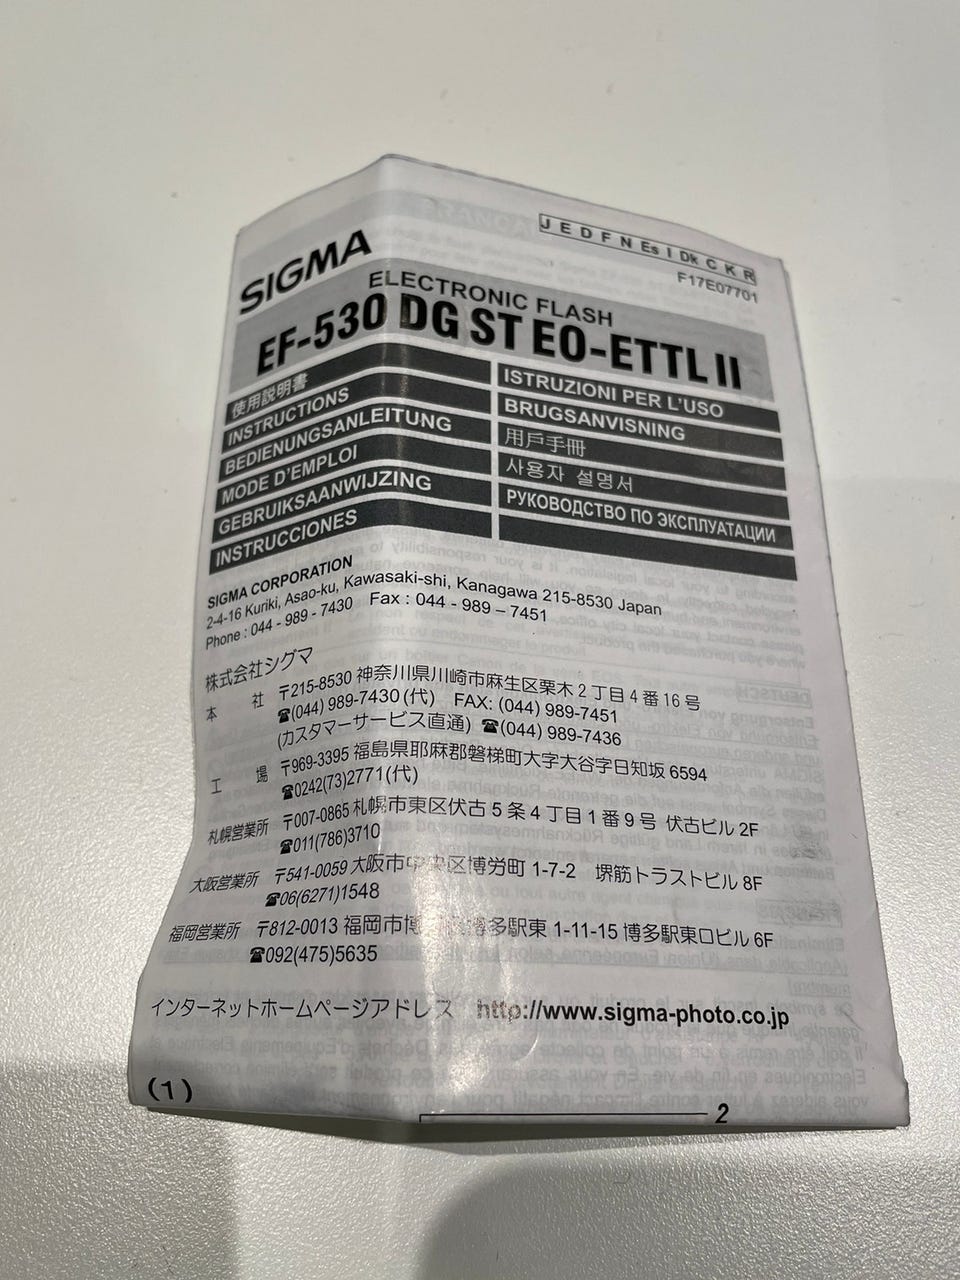 J E D F N Es I Dk C K R
F17E07701
SIGMA
ELECTRONIC FLASH
EF-530 DG ST EO-ETTL II
使用説明書
INSTRUCTIONS
BEDIENUNGSANLEITUNG
MODE D'EMPLOI
GEBRUIKSAANWIJZING
INSTRUCCIONES
ISTRUZIONI PER L'USO
BRUGSANVISNING
用戶手冊
사용자 설명서
РУКОВОДСТВО ПО ЭКСПЛУАТАЦИИ
SIGMA CORPORATION
2-4-16 Kuriki, Asao-ku, Kawasaki-shi, Kanagawa 215-8530 Japan
Phone : 044 - 989 - 7430 Fax : 044 - 989 – 7451
株式会社シグマ
本 社 〒215-8530 神奈川県川崎市麻生区栗木2丁目4番16号
☎(044) 989-7430 (代) FAX: (044) 989-7451
(カスタマーサービス直通) ☎(044) 989-7436
工 場 〒969-3395 福島県耶麻郡磐梯町大字大谷字日知坂 6594
☎0242(73)2771(代)
札幌営業所 〒007-0865 札幌市東区伏古5条4丁目1番9号 伏古ビル 2F
☎011(786)3710
大阪営業所 〒541-0059 大阪市中央区博労町 1-7-2 堺筋トラストビル 8F
☎06(6271)1548
福岡営業所 〒812-0013 福岡市博多区博多駅東 1-11-15 博多駅東口ビル 6F
☎092(475)5635
インターネットホームページアドレス http://www.sigma-photo.co.jp
(1)
2